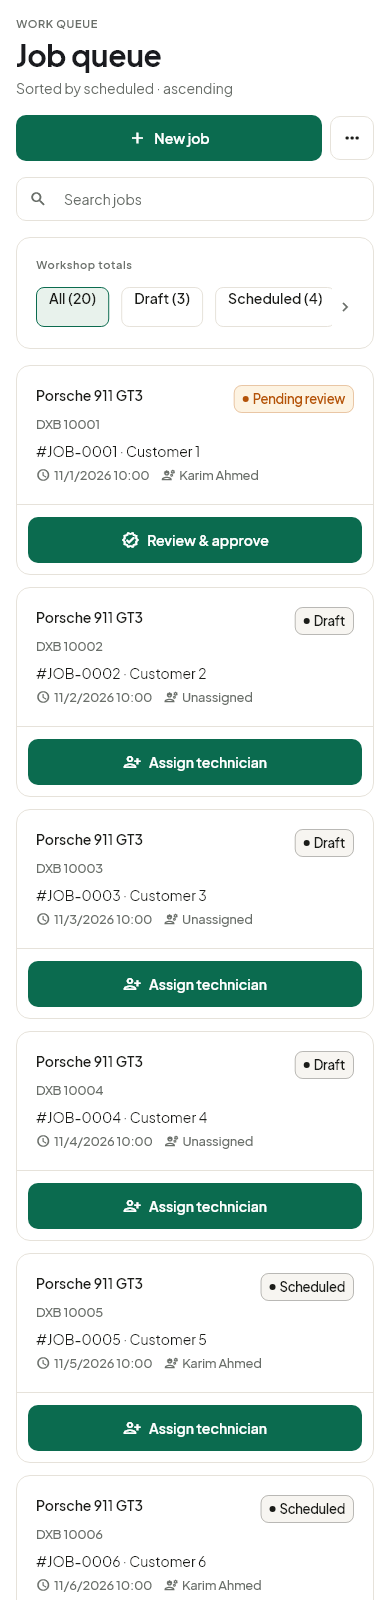 WORK QUEUE
Job queue
Sorted by scheduled · ascending
New job
Search jobs
Workshop totals
All (20) Draft (3) Scheduled (4)
Porsche 911 GT3 Pending review
DXB 10001
#JOB-0001 · Customer 1
11/1/2026 10:00 Karim Ahmed
Review & approve
Porsche 911 GT3 Draft
DXB 10002
#JOB-0002 · Customer 2
11/2/2026 10:00 Unassigned
Assign technician
Porsche 911 GT3 Draft
DXB 10003
#JOB-0003 · Customer 3
11/3/2026 10:00 Unassigned
Assign technician
Porsche 911 GT3 Draft
DXB 10004
#JOB-0004 · Customer 4
11/4/2026 10:00 Unassigned
Assign technician
Porsche 911 GT3 Scheduled
DXB 10005
#JOB-0005 · Customer 5
11/5/2026 10:00 Karim Ahmed
Assign technician
Porsche 911 GT3 Scheduled
DXB 10006
#JOB-0006 · Customer 6
11/6/2026 10:00 Karim Ahmed